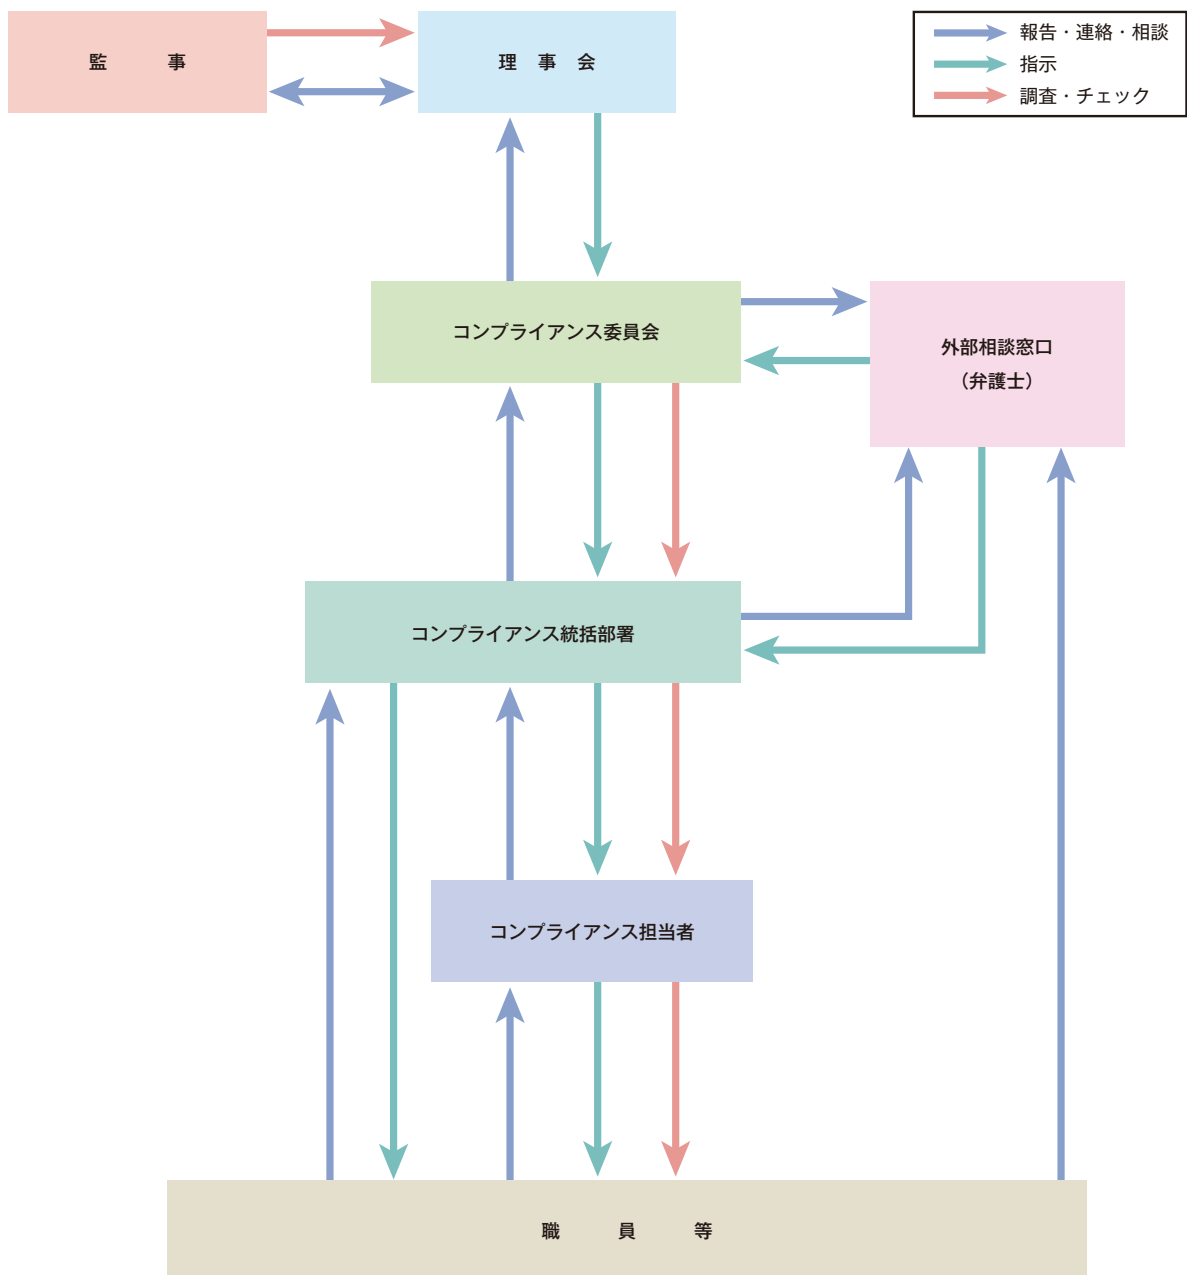 監　事
理　事　会
報告・連絡・相談
指示
調査・チェック
コンプライアンス委員会
外部相談窓口
（弁護士）
コンプライアンス統括部署
コンプライアンス担当者
職　員　等